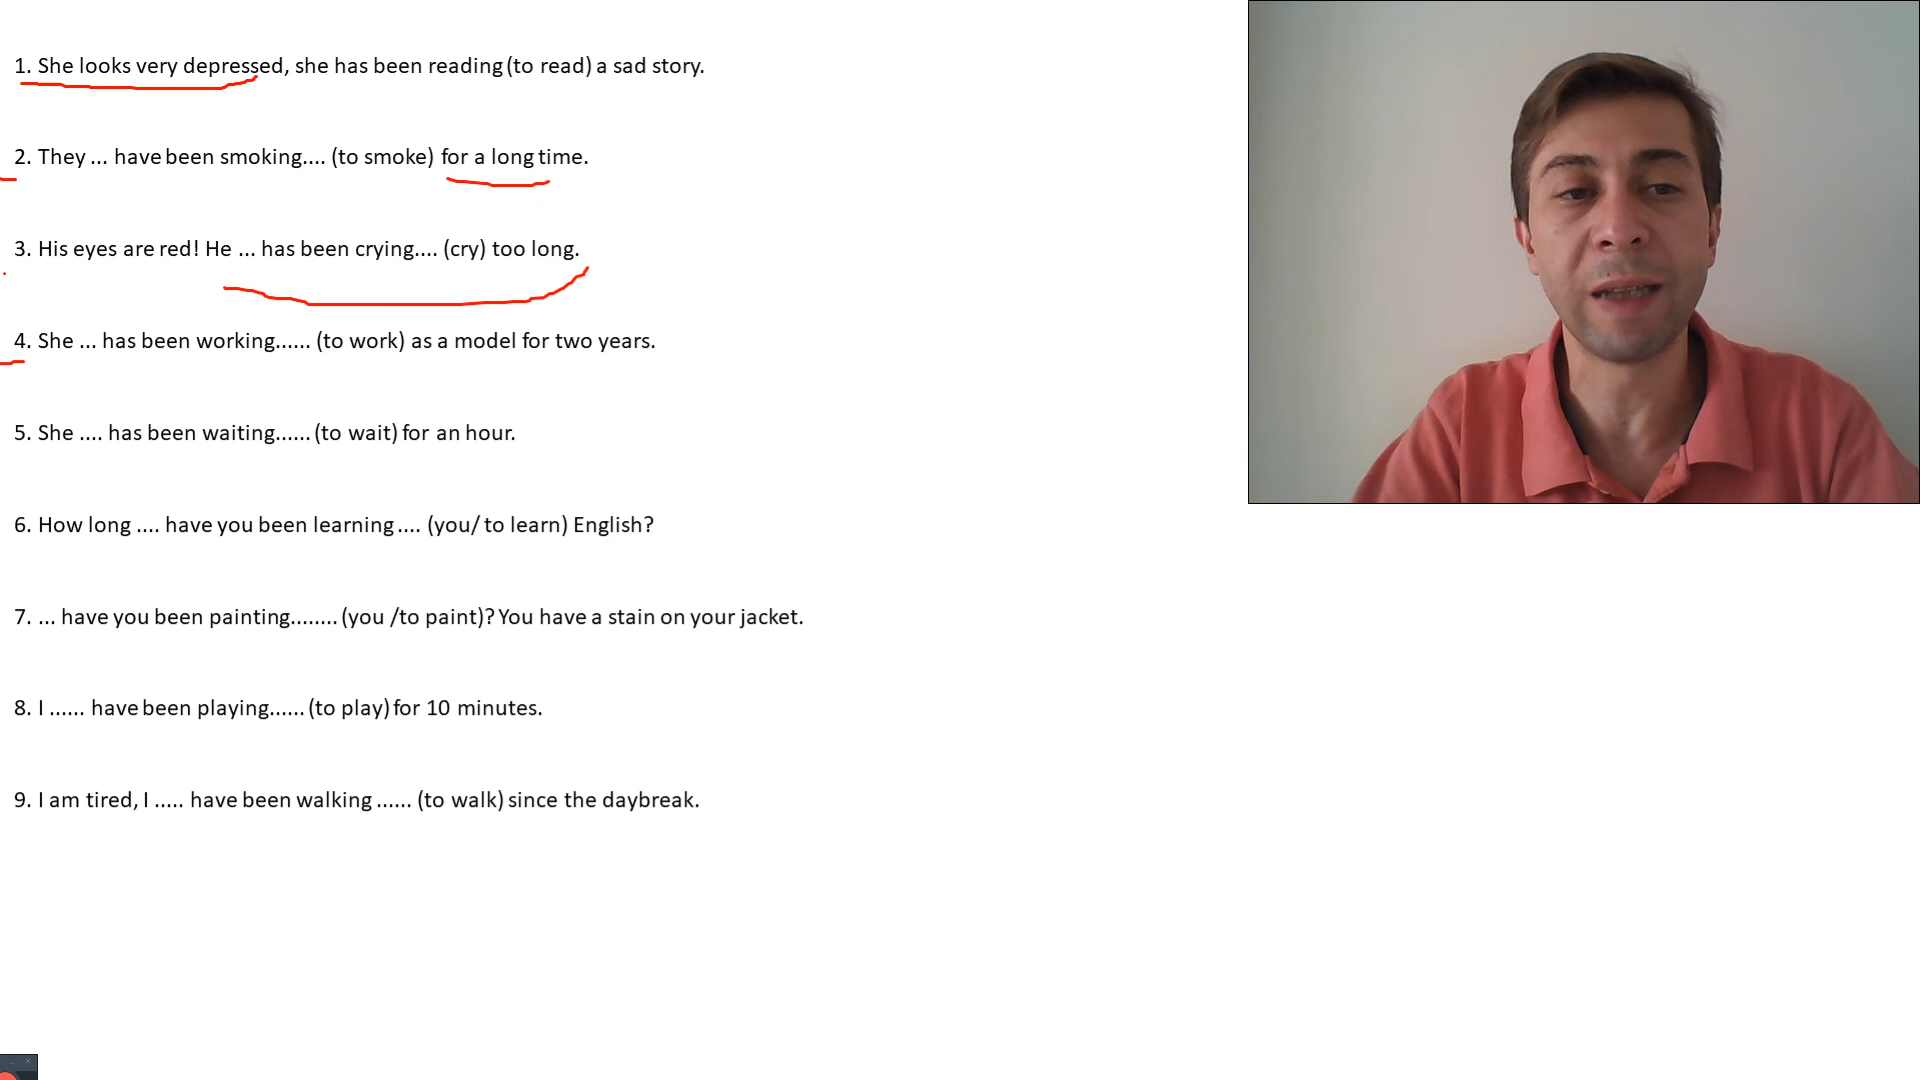 1. She looks very depressed, she has been reading (to read) a sad story.
2. They ... have been smoking.... (to smoke) for a long time.
3. His eyes are red! He ... has been crying.... (cry) too long.
4. She ... has been working...... (to work) as a model for two years.
5. She .... has been waiting...... (to wait) for an hour.
6. How long .... have you been learning .... (you/ to learn) English?
7. ... have you been painting........ (you /to paint)? You have a stain on your jacket.
8. I ...... have been playing...... (to play) for 10 minutes.
9. I am tired, I ..... have been walking ...... (to walk) since the daybreak.